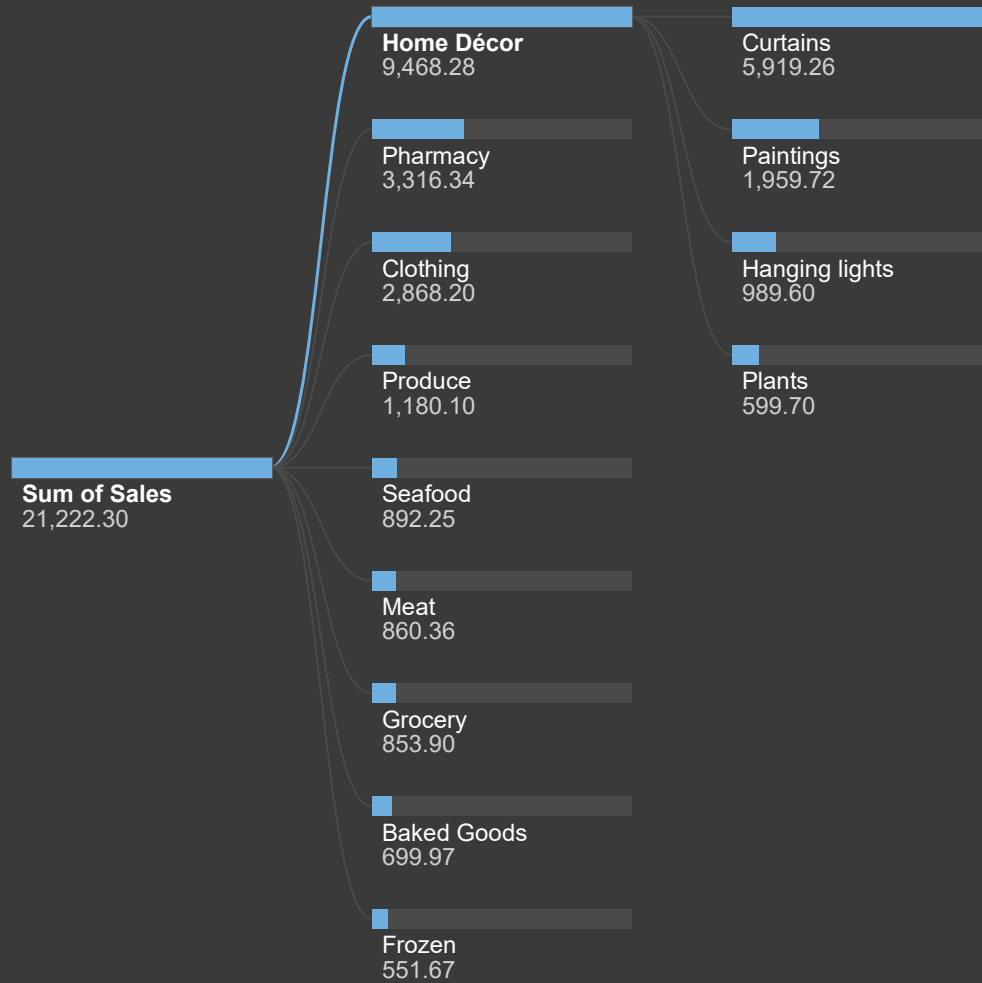 Sum of Sales
21,222.30
Home Décor
9,468.28
Pharmacy
3,316.34
Clothing
2,868.20
Produce
1,180.10
Seafood
892.25
Meat
860.36
Grocery
853.90
Baked Goods
699.97
Frozen
551.67
Curtains
5,919.26
Paintings
1,959.72
Hanging lights
989.60
Plants
599.70